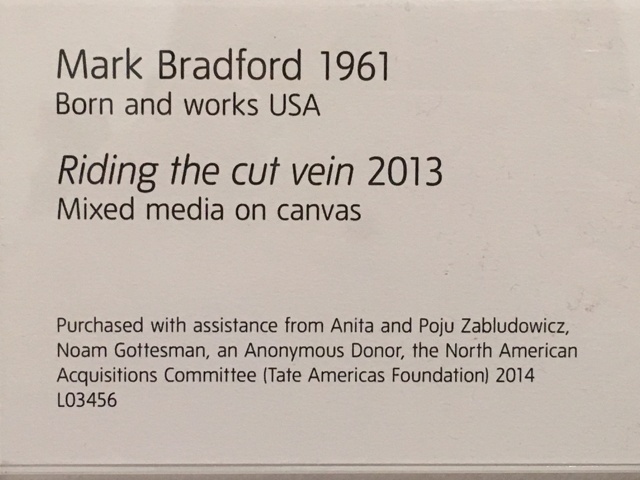 Mark Bradford 1961
Born and works USA
Riding the cut vein 2013
Mixed media on canvas
Purchased with assistance from Anita and Poju Zabludowicz,
Noam Gottesman, an Anonymous Donor, the North American
Acquisitions Committee (Tate Americas Foundation) 2014
L03456